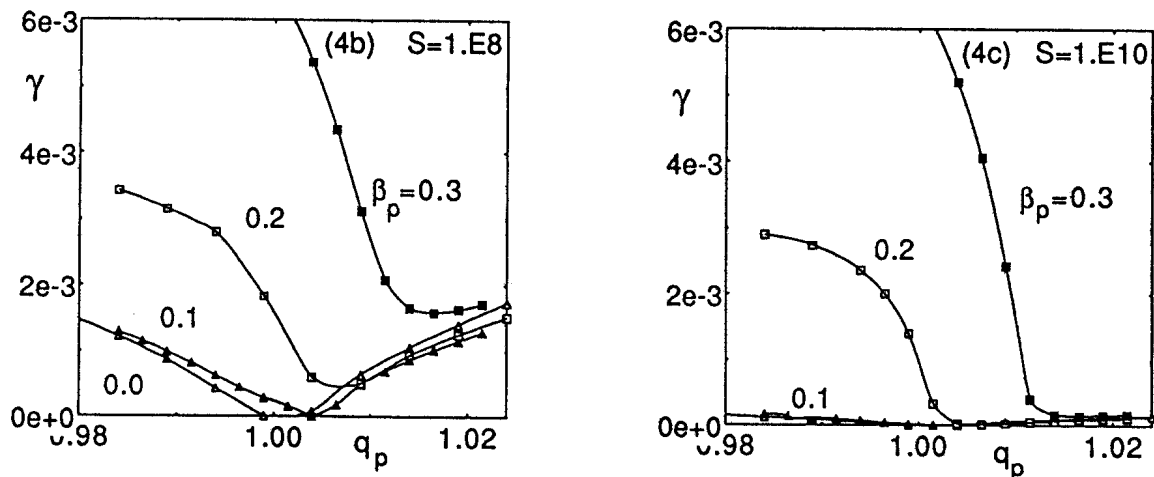 6e-3
(4b) S=1.E8
γ
4e-3
β_p=0.3
0.2
2e-3
0.1
0.0
0e+0
0.98
1.00
q_p
1.02
6e-3
(4c) S=1.E10
γ
4e-3
β_p=0.3
0.2
2e-3
0.1
0e+0
0.98
1.00
q_p
1.02